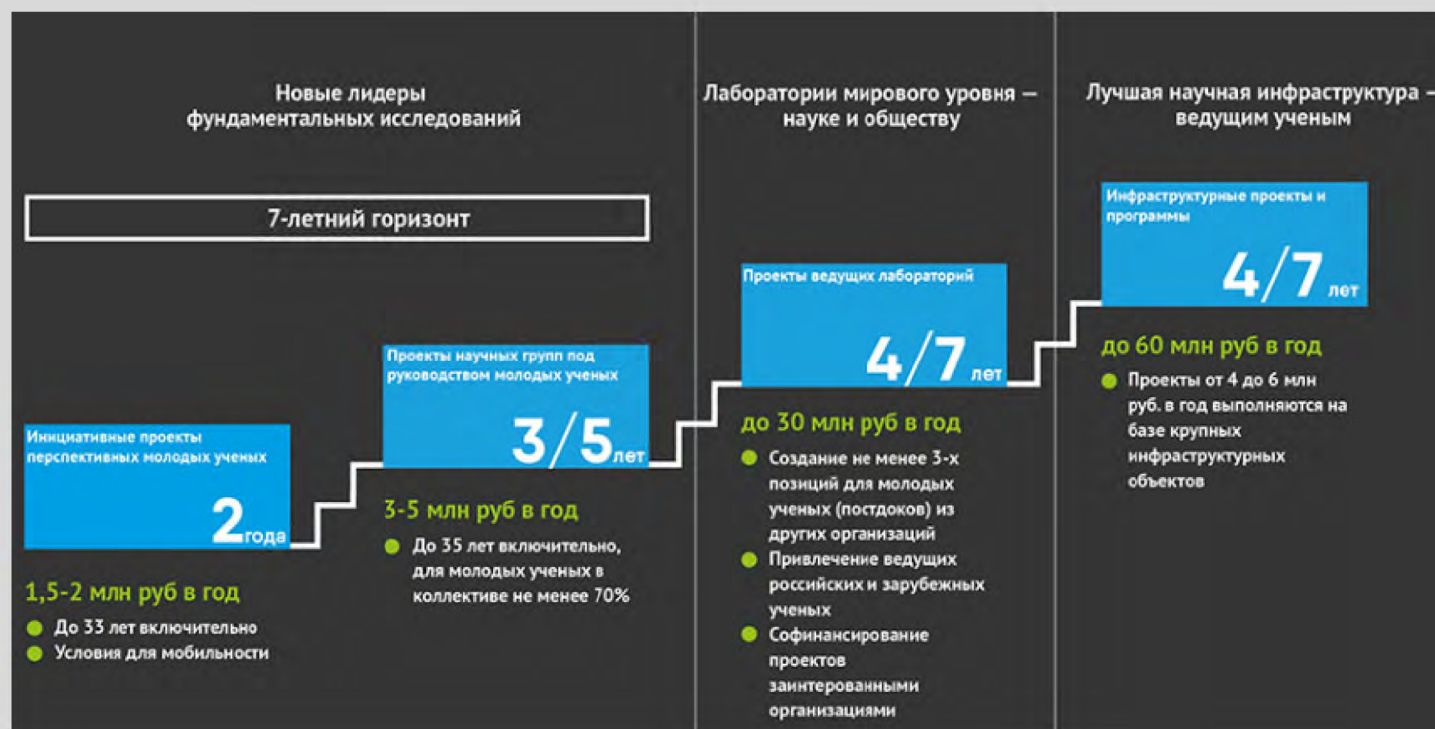 Новые лидеры
фундаментальных исследований
7-летний горизонт
Инициативные проекты
перспективных молодых ученых
2 года
1,5-2 млн руб в год
До 33 лет включительно
Условия для мобильности
Проекты научных групп под
руководством молодых ученых
3/5 лет
3-5 млн руб в год
До 35 лет включительно,
для молодых ученых в
коллективе не менее 70%
Лаборатории мирового уровня —
науке и обществу
Проекты ведущих лабораторий
4/7 лет
до 30 млн руб в год
Создание не менее 3-х
позиций для молодых
ученых (постдоков) из
других организаций
Привлечение ведущих
российских и зарубежных
ученых
Софинансирование
проектов
заинтерованными
организациями
Лучшая научная инфраструктура –
ведущим ученым
Инфраструктурные проекты и
программы
4/7 лет
до 60 млн руб в год
Проекты от 4 до 6 млн
руб. в год выполняются на
базе крупных
инфраструктурных
объектов